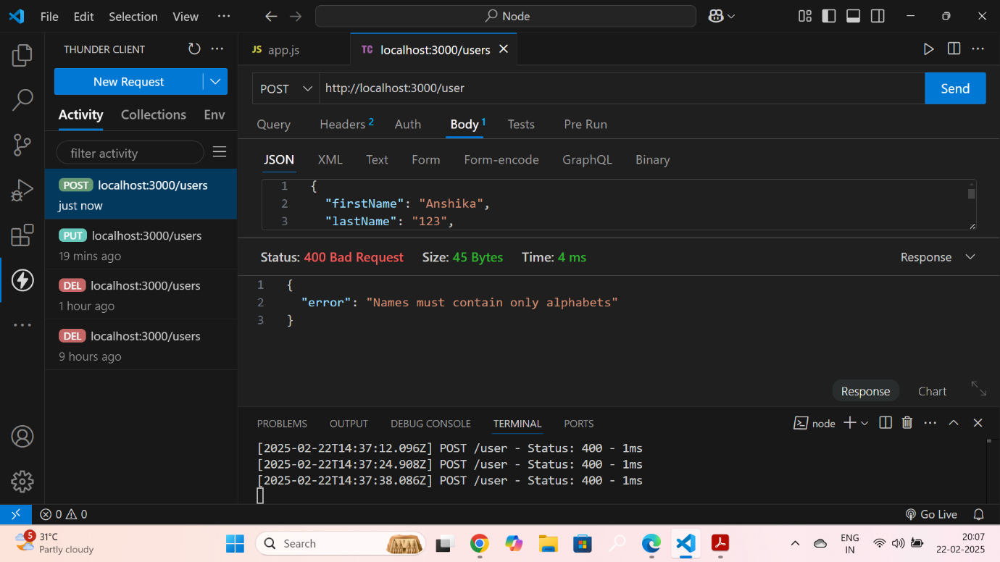 File Edit Selection View ··· Node
THUNDER CLIENT ···
New Request
Activity Collections Env
filter activity
POST localhost:3000/users
just now
PUT localhost:3000/users
19 mins ago
DEL localhost:3000/users
1 hour ago
DEL localhost:3000/users
9 hours ago
JS app.js
TC localhost:3000/users
POST http://localhost:3000/user Send
Query Headers 2 Auth Body 1 Tests Pre Run
JSON XML Text Form Form-encode GraphQL Binary
1 {
2 "firstName": "Anshika",
3 "lastName": "123",
Status: 400 Bad Request Size: 45 Bytes Time: 4 ms Response
1 {
2 "error": "Names must contain only alphabets"
3 }
Response Chart
PROBLEMS OUTPUT DEBUG CONSOLE TERMINAL PORTS node
[2025-02-22T14:37:12.096Z] POST /user - Status: 400 - 1ms
[2025-02-22T14:37:24.908Z] POST /user - Status: 400 - 1ms
[2025-02-22T14:37:38.086Z] POST /user - Status: 400 - 1ms
0 0 Go Live
5 31°C
Partly cloudy
Search
ENG
IN
20:07
22-02-2025